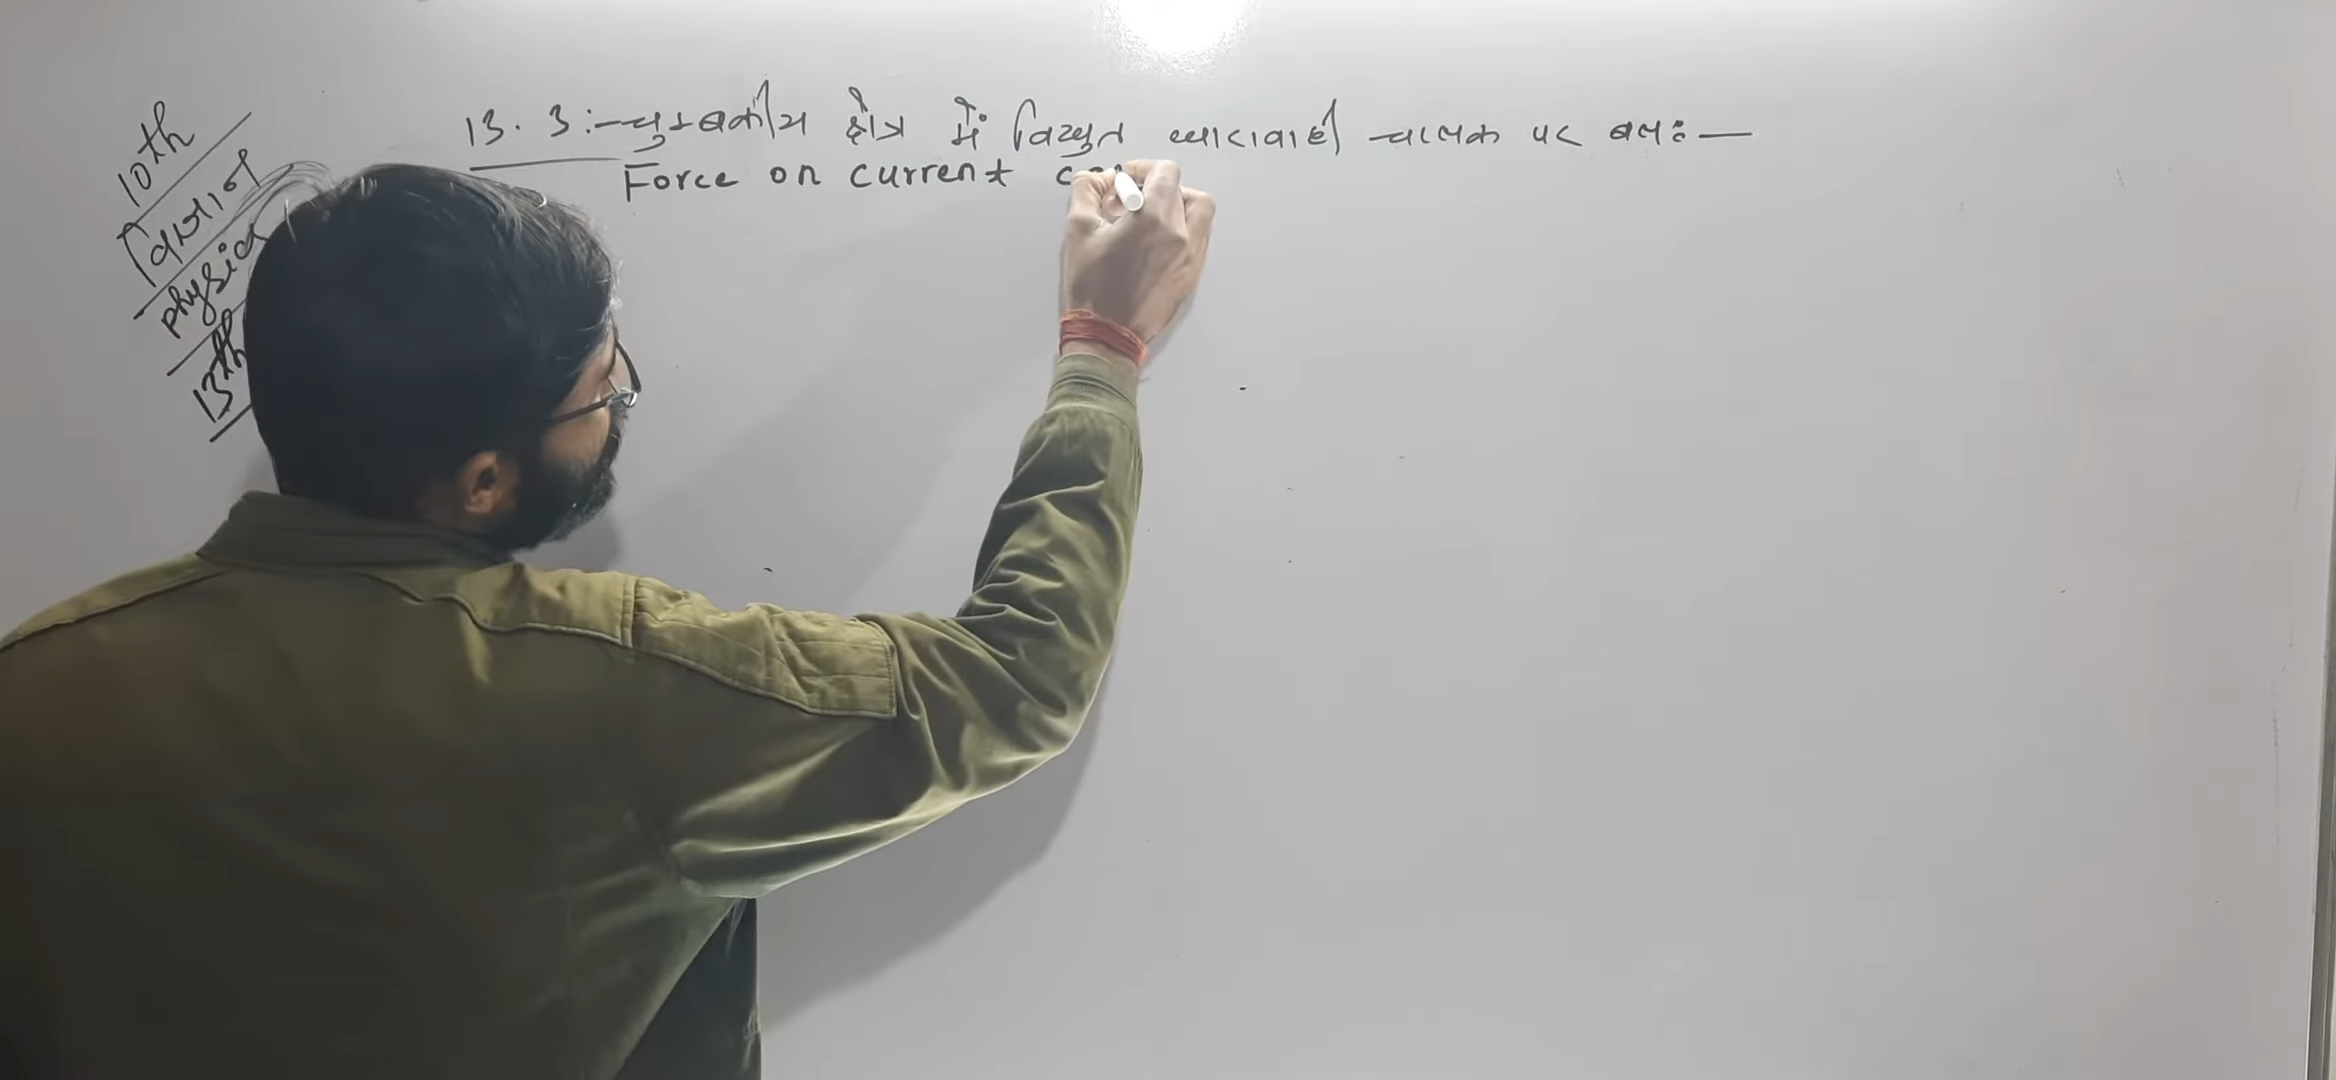 10th
विज्ञान
physics
13th
13.3:- चुम्बकीय क्षेत्र में विद्युत धारावाही चालक पर बल:—
Force on current